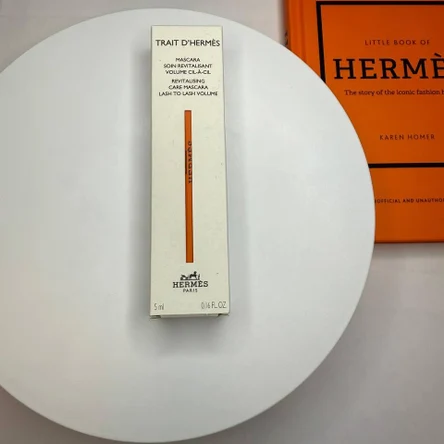 TRAIT D'HERMÈS
MASCARA
SOIN REVITALISANT
VOLUME CIL-À-CIL
REVITALISING
CARE MASCARA
LASH TO LASH VOLUME
HERMÈS
HERMÈS
PARIS
5 ml 0.16 FL.OZ.
LITTLE BOOK OF
HERMÈ
The story of the iconic fashion
KAREN HOMER